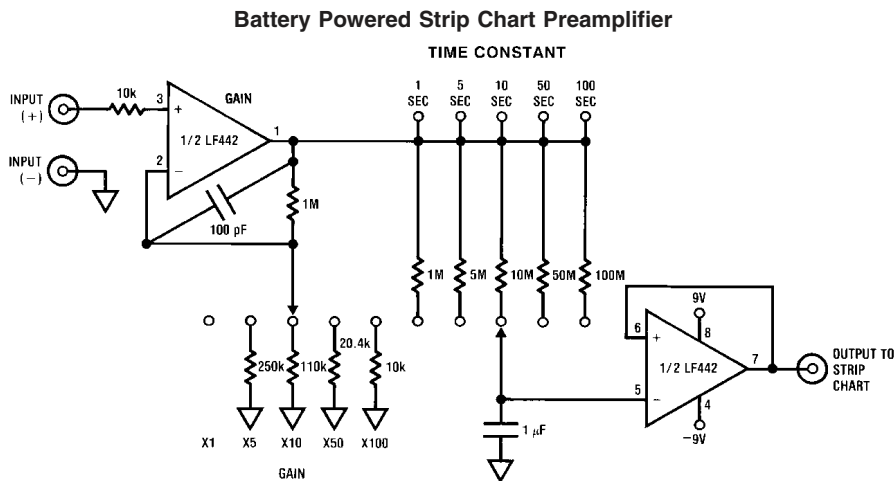 Battery Powered Strip Chart Preamplifier
TIME CONSTANT
1 SEC
5 SEC
10 SEC
50 SEC
100 SEC
INPUT (+)
10k
3
+
GAIN
1/2 LF442
1
2
−
INPUT (−)
100 pF
1M
1M
5M
10M
50M
100M
250k
110k
20.4k
10k
X1
X5
X10
X50
X100
GAIN
1 μF
9V
8
6
+
1/2 LF442
7
5
−
4
−9V
OUTPUT TO
STRIP
CHART